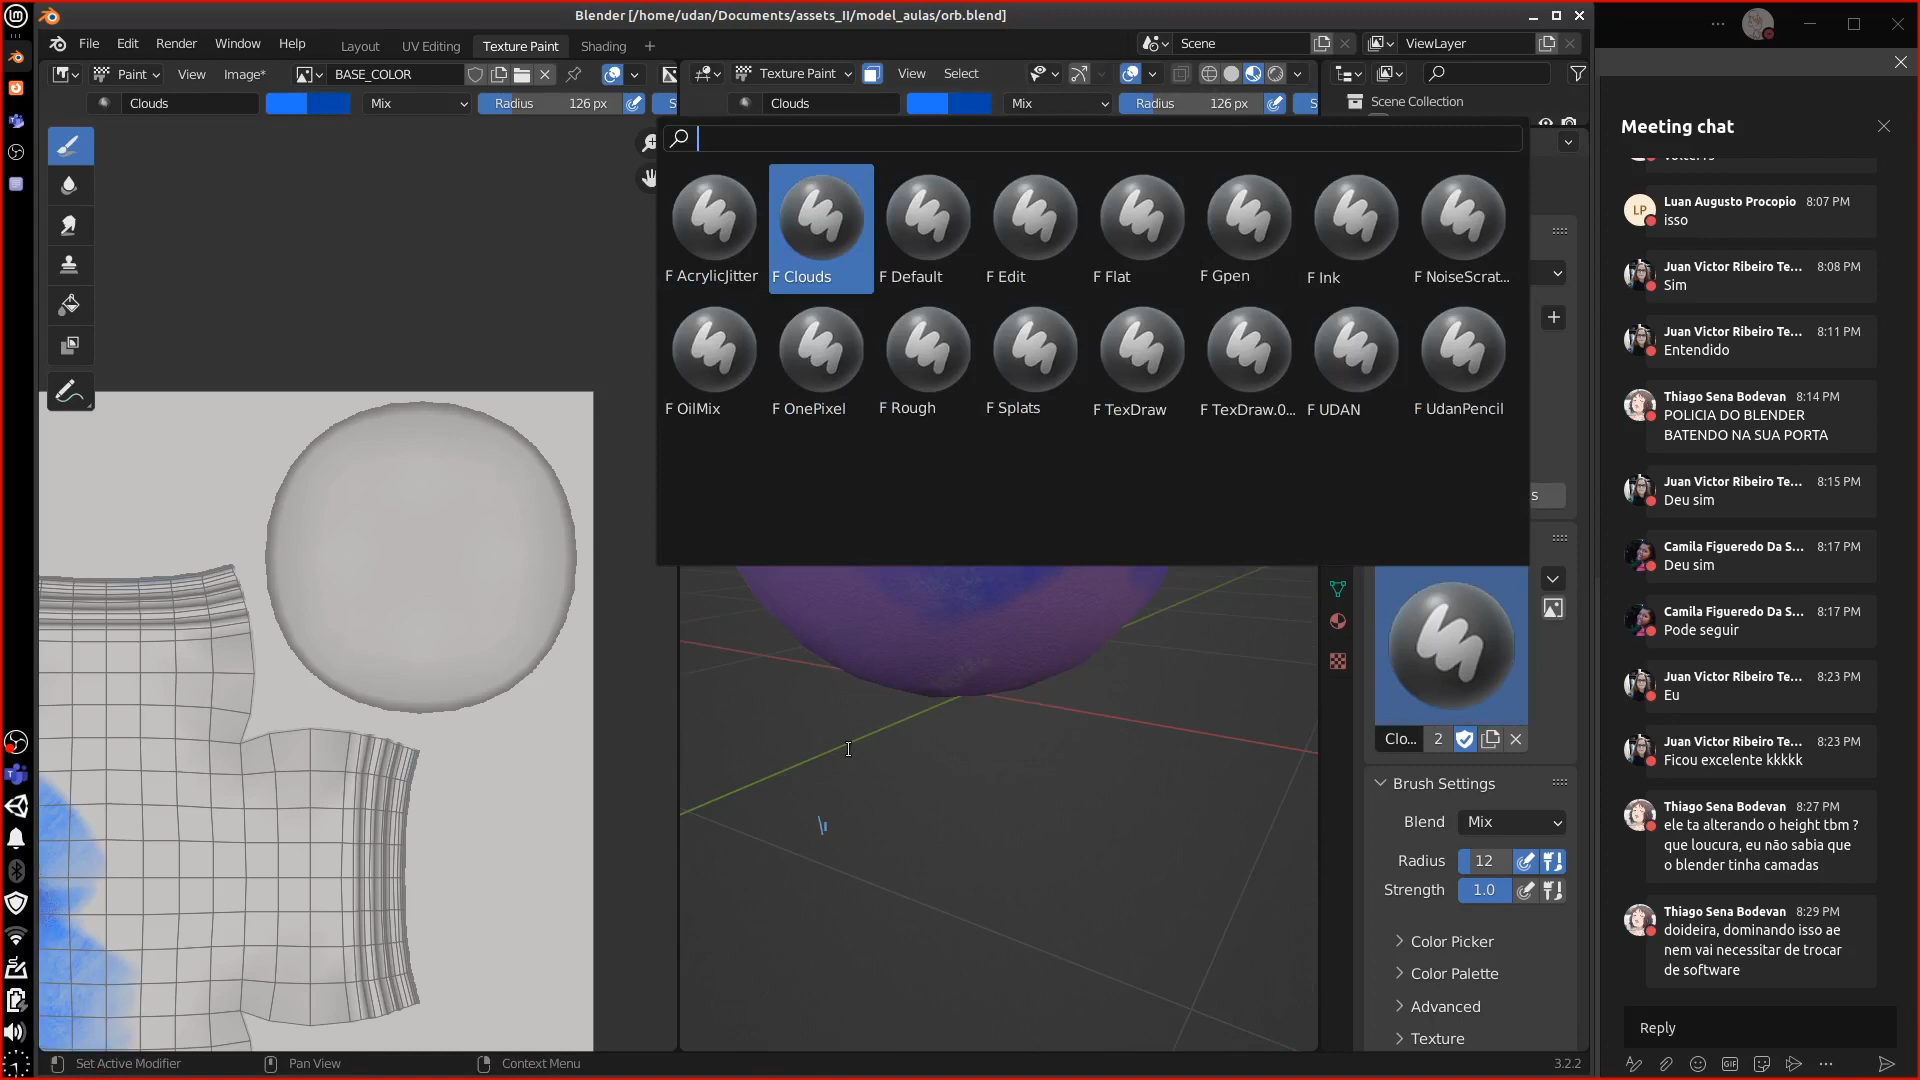 Blender [/home/udan/Documents/assets_II/model_aulas/orb.blend]
File Edit Render Window Help Layout UV Editing Texture Paint Shading + Scene ViewLayer
Paint View Image* BASE_COLOR Texture Paint View Select
Clouds Mix Radius 126 px S Clouds Mix Radius 126 px S Scene Collection
F AcrylicJitter F Clouds F Default F Edit F Flat F Gpen F Ink F NoiseScrat...
F OilMix F OnePixel F Rough F Splats F TexDraw F TexDraw.0... F UDAN F UdanPencil
s
Clo... 2
Brush Settings
Blend Mix
Radius 12
Strength 1.0
Color Picker
Color Palette
Advanced
Texture
Set Active Modifier Pan View Context Menu 3.2.2
Meeting chat
LP
Luan Augusto Procopio 8:07 PM
isso
Juan Victor Ribeiro Te... 8:08 PM
Sim
Juan Victor Ribeiro Te... 8:11 PM
Entendido
Thiago Sena Bodevan 8:14 PM
POLICIA DO BLENDER
BATENDO NA SUA PORTA
Juan Victor Ribeiro Te... 8:15 PM
Deu sim
Camila Figueredo Da S... 8:17 PM
Deu sim
Camila Figueredo Da S... 8:17 PM
Pode seguir
Juan Victor Ribeiro Te... 8:23 PM
Eu
Juan Victor Ribeiro Te... 8:23 PM
Ficou excelente kkkkk
Thiago Sena Bodevan 8:27 PM
ele ta alterando o height tbm ?
que loucura, eu não sabia que
o blender tinha camadas
Thiago Sena Bodevan 8:29 PM
doideira, dominando isso ae
nem vai necessitar de trocar
de software
Reply
GIF